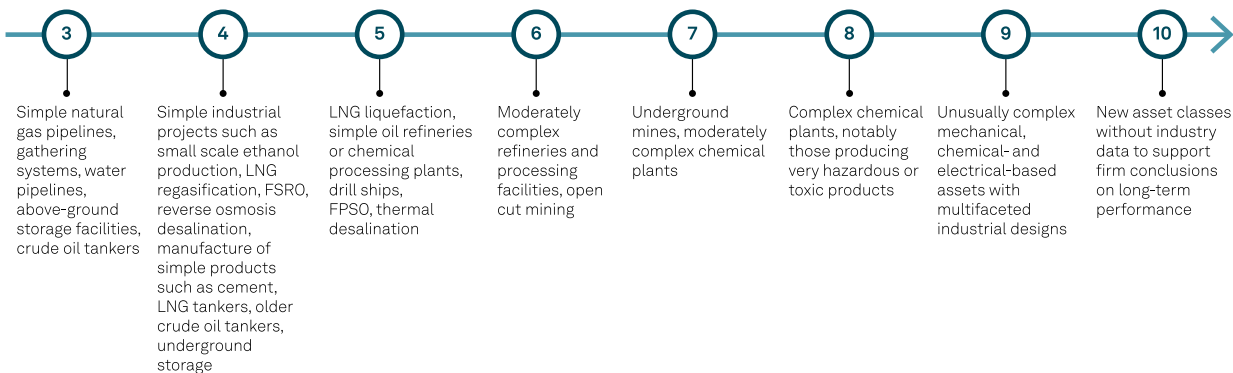 3
Simple natural
gas pipelines,
gathering
systems, water
pipelines,
above-ground
storage facilities,
crude oil tankers
4
Simple industrial
projects such as
small scale ethanol
production, LNG
regasification, FSRO,
reverse osmosis
desalination,
manufacture of
simple products
such as cement,
LNG tankers, older
crude oil tankers,
underground
storage
5
LNG liquefaction,
simple oil refineries
or chemical
processing plants,
drill ships,
FPSO, thermal
desalination
6
Moderately
complex
refineries and
processing
facilities, open
cut mining
7
Underground
mines, moderately
complex chemical
plants
8
Complex chemical
plants, notably
those producing
very hazardous or
toxic products
9
Unusually complex
mechanical,
chemical- and
electrical-based
assets with
multifaceted
industrial designs
10
New asset classes
without industry
data to support
firm conclusions
on long-term
performance